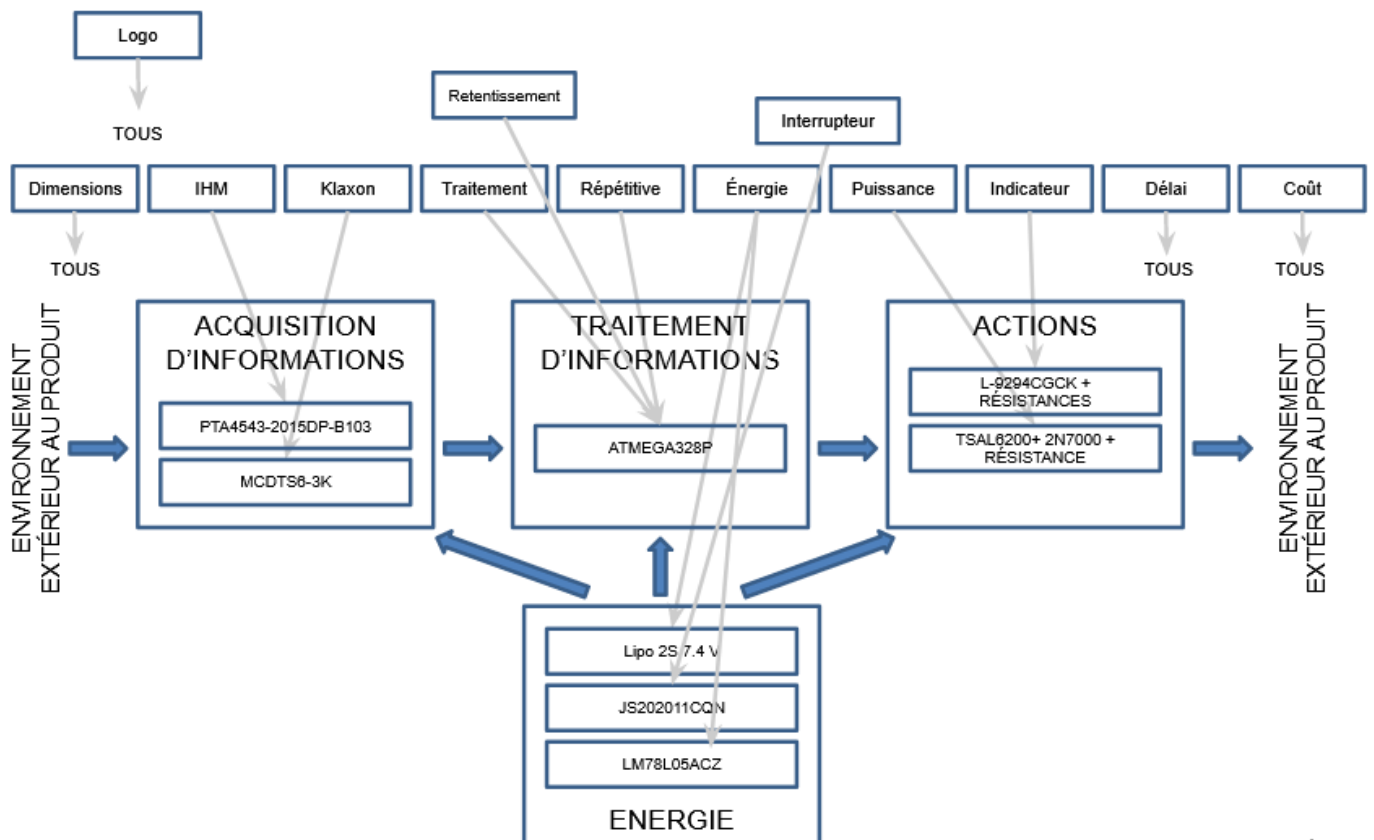 Logo
TOUS
Retentissement
Interrupteur
Dimensions
IHM
Klaxon
Traitement
Répétitive
Énergie
Puissance
Indicateur
Délai
Coût
TOUS
TOUS
TOUS
ENVIRONNEMENT
EXTÉRIEUR AU PRODUIT
ACQUISITION
D'INFORMATIONS
PTA4543-2015DP-B103
MCDTS6-3K
TRAITEMENT
D'INFORMATIONS
ATMEGA328P
ACTIONS
L-9294CGCK +
RÉSISTANCES
TSAL6200+ 2N7000 +
RÉSISTANCE
ENVIRONNEMENT
EXTÉRIEUR AU PRODUIT
Lipo 2S 7.4 V
JS202011CQN
LM78L05ACZ
ENERGIE